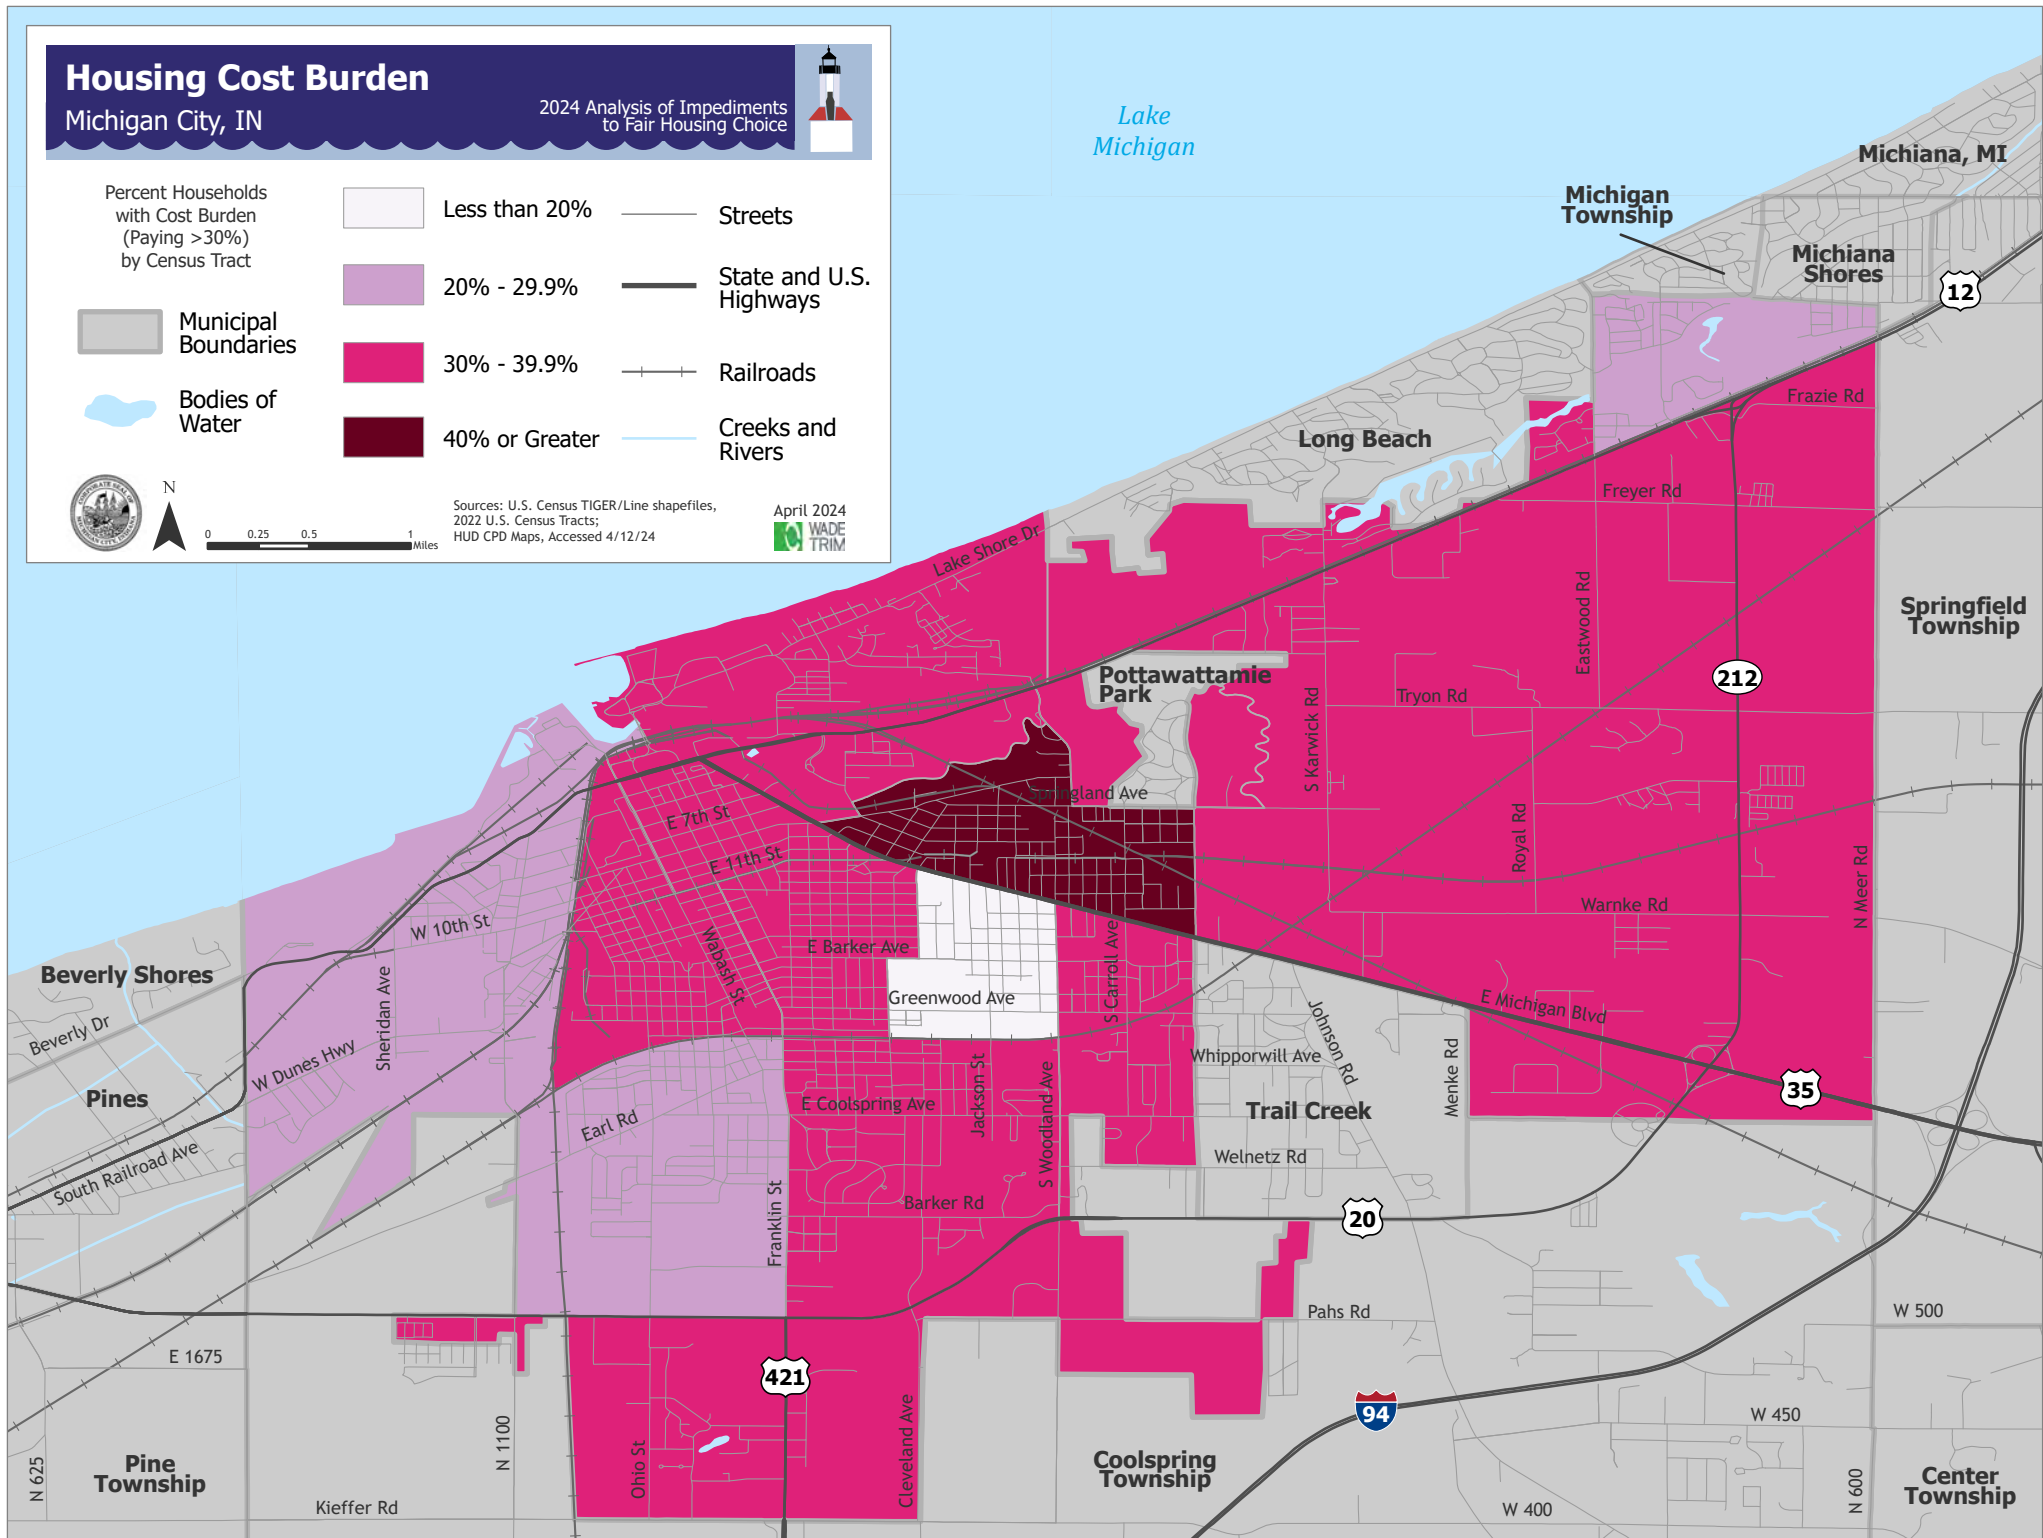 Housing Cost Burden
Michigan City, IN
2024 Analysis of Impediments
to Fair Housing Choice
Percent Households
with Cost Burden
(Paying >30%)
by Census Tract
Municipal
Boundaries
Bodies of
Water
Less than 20%
20% - 29.9%
30% - 39.9%
40% or Greater
Streets
State and U.S.
Highways
Railroads
Creeks and
Rivers
N
0 0.25 0.5 1
Miles
Sources: U.S. Census TIGER/Line shapefiles,
2022 U.S. Census Tracts;
HUD CPD Maps, Accessed 4/12/24
April 2024
WADE
TRIM
Lake
Michigan
Michiana, MI
Michigan
Township
Michiana
Shores
12
Frazie Rd
Long Beach
Freyer Rd
Lake Shore Dr
Eastwood Rd
Springfield
Township
Pottawattamie
Park
212
S Karwick Rd
Tryon Rd
Springland Ave
E 7th St
E 11th St
Royal Rd
N Meer Rd
Warnke Rd
W 10th St
Wabash St
E Barker Ave
S Carroll Ave
Beverly Shores
Greenwood Ave
Sheridan Ave
Beverly Dr
W Dunes Hwy
E Michigan Blvd
Johnson Rd
Whipporwill Ave
Menke Rd
Pines
Jackson St
S Woodland Ave
E Coolspring Ave
Earl Rd
Trail Creek
35
South Railroad Ave
Welnetz Rd
Barker Rd
Franklin St
20
Pahs Rd
W 500
E 1675
421
94
W 450
N 625
Pine
Township
N 1100
Ohio St
Cleveland Ave
Coolspring
Township
N 600
Center
Township
Kieffer Rd
W 400